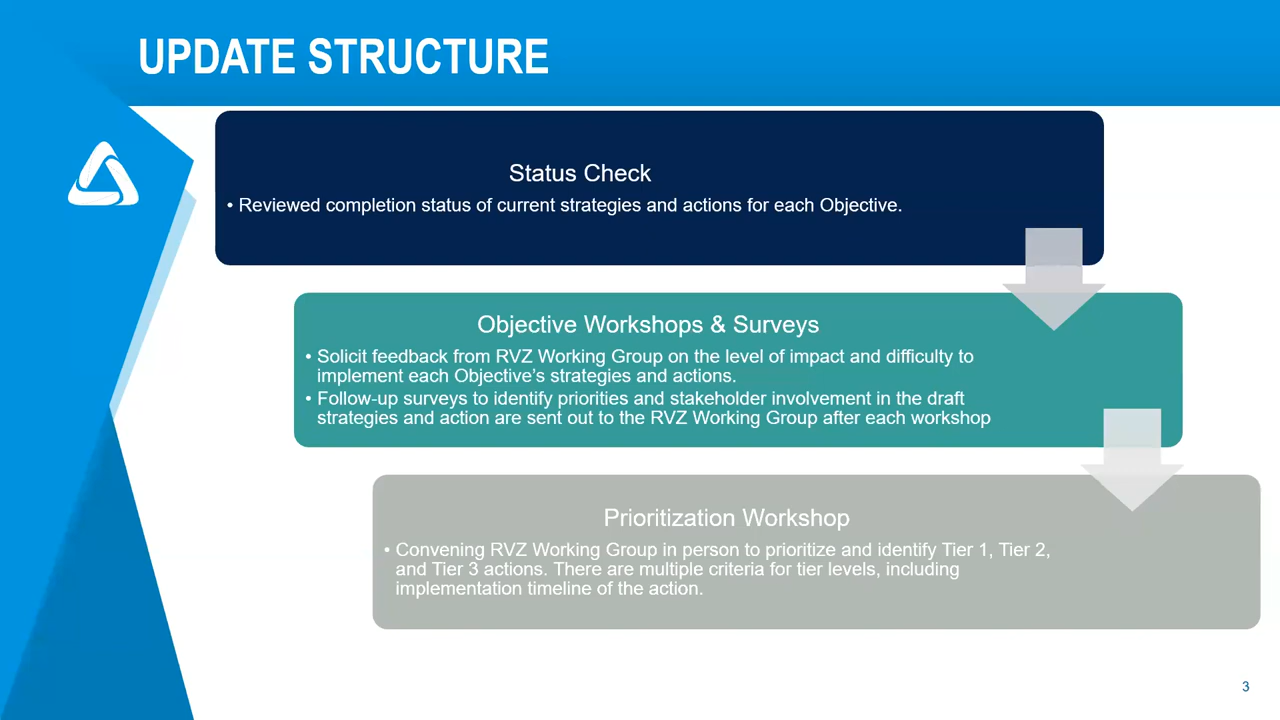 UPDATE STRUCTURE
Status Check
• Reviewed completion status of current strategies and actions for each Objective.
Objective Workshops & Surveys
• Solicit feedback from RVZ Working Group on the level of impact and difficulty to
implement each Objective’s strategies and actions.
• Follow-up surveys to identify priorities and stakeholder involvement in the draft
strategies and action are sent out to the RVZ Working Group after each workshop
Prioritization Workshop
• Convening RVZ Working Group in person to prioritize and identify Tier 1, Tier 2,
and Tier 3 actions. There are multiple criteria for tier levels, including
implementation timeline of the action.
3